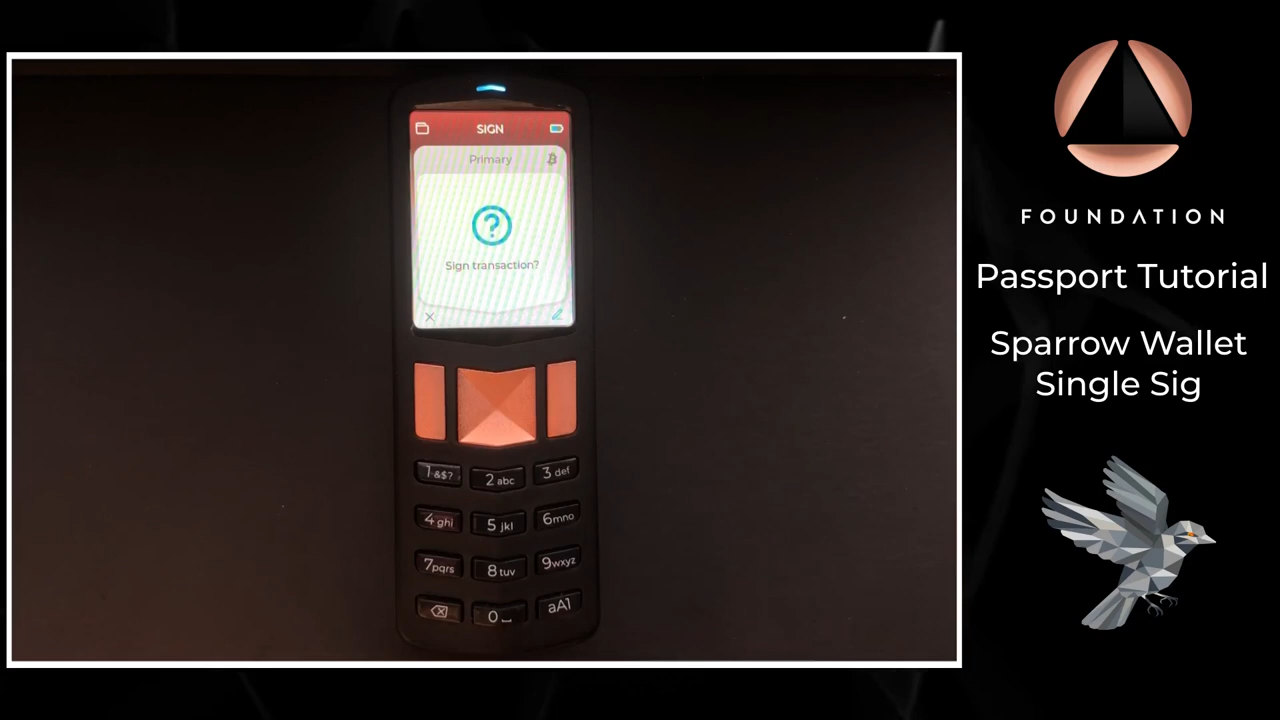 SIGN
Primary
Sign transaction?
1 &$?
2 abc
3 def
4 ghi
5 jkl
6 mno
7 pqrs
8 tuv
9 wxyz
0
aA1
FOUNDATION
Passport Tutorial
Sparrow Wallet
Single Sig